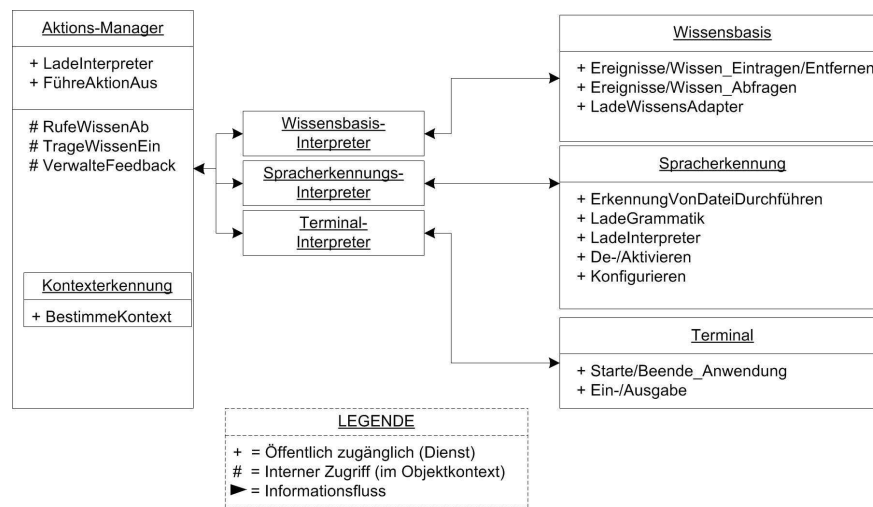 Aktions-Manager
+ LadeInterpreter
+ FühreAktionAus
# RufeWissenAb
# TrageWissenEin
# VerwalteFeedback
Kontexterkennung
+ BestimmeKontext
Wissensbasis-
Interpreter
Spracherkennungs-
Interpreter
Terminal-
Interpreter
Wissensbasis
+ Ereignisse/Wissen_Eintragen/Entfernen
+ Ereignisse/Wissen_Abfragen
+ LadeWissensAdapter
Spracherkennung
+ ErkennungVonDateiDurchführen
+ LadeGrammatik
+ LadeInterpreter
+ De-/Aktivieren
+ Konfigurieren
Terminal
+ Starte/Beende_Anwendung
+ Ein-/Ausgabe
LEGENDE
+ = Öffentlich zugänglich (Dienst)
# = Interner Zugriff (im Objektkontext)
► = Informationsfluss